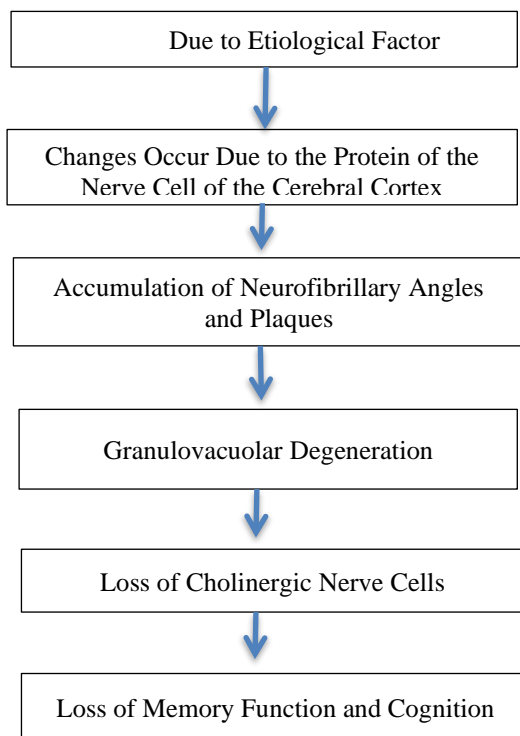 Due to Etiological Factor
Changes Occur Due to the Protein of the
Nerve Cell of the Cerebral Cortex
Accumulation of Neurofibrillary Angles
and Plaques
Granulovacuolar Degeneration
Loss of Cholinergic Nerve Cells
Loss of Memory Function and Cognition